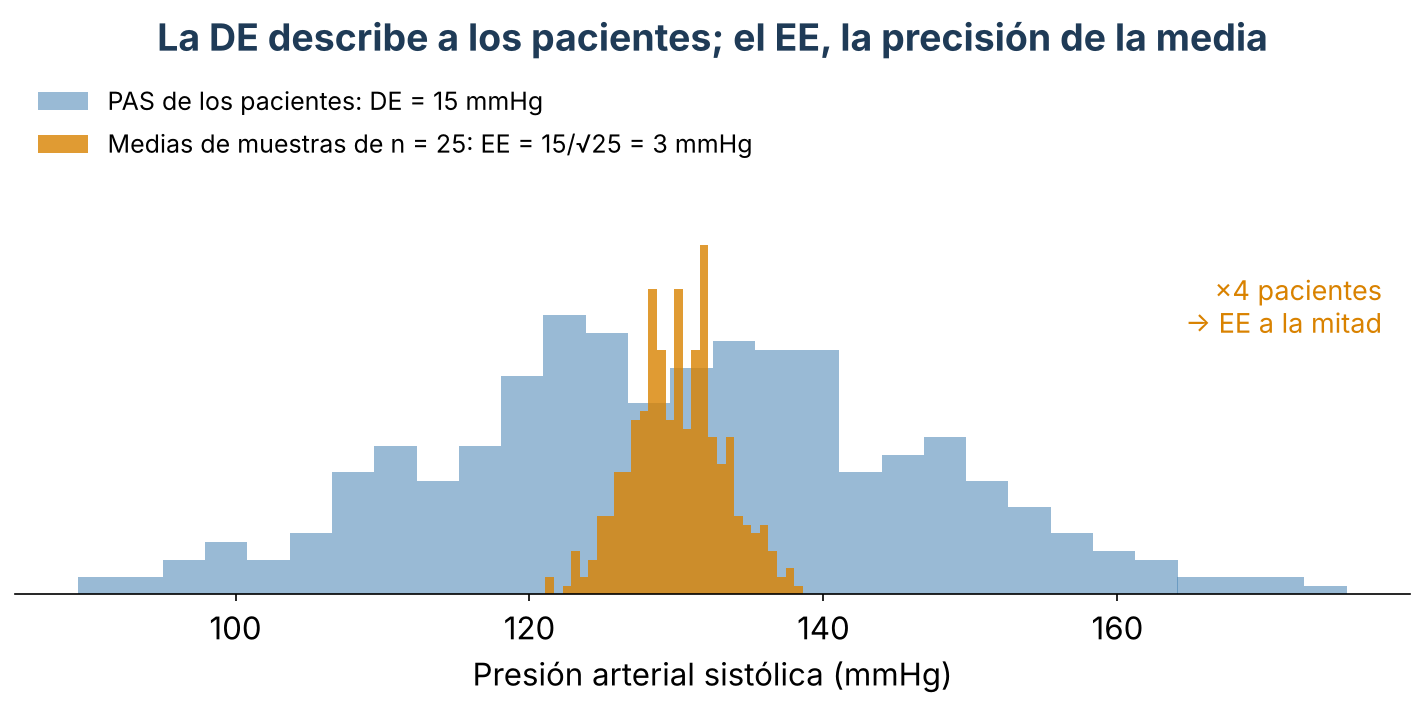 La DE describe a los pacientes; el EE, la precisión de la media
PAS de los pacientes: DE = 15 mmHg
Medias de muestras de n = 25: EE = 15/√25 = 3 mmHg
×4 pacientes
→ EE a la mitad
100 120 140 160
Presión arterial sistólica (mmHg)